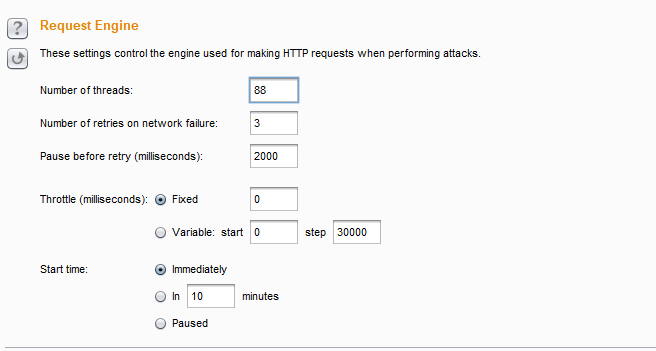 ?
Request Engine
These settings control the engine used for making HTTP requests when performing attacks.
Number of threads: 88
Number of retries on network failure: 3
Pause before retry (milliseconds): 2000
Throttle (milliseconds): Fixed 0
Variable: start 0 step 30000
Start time: Immediately
In 10 minutes
Paused